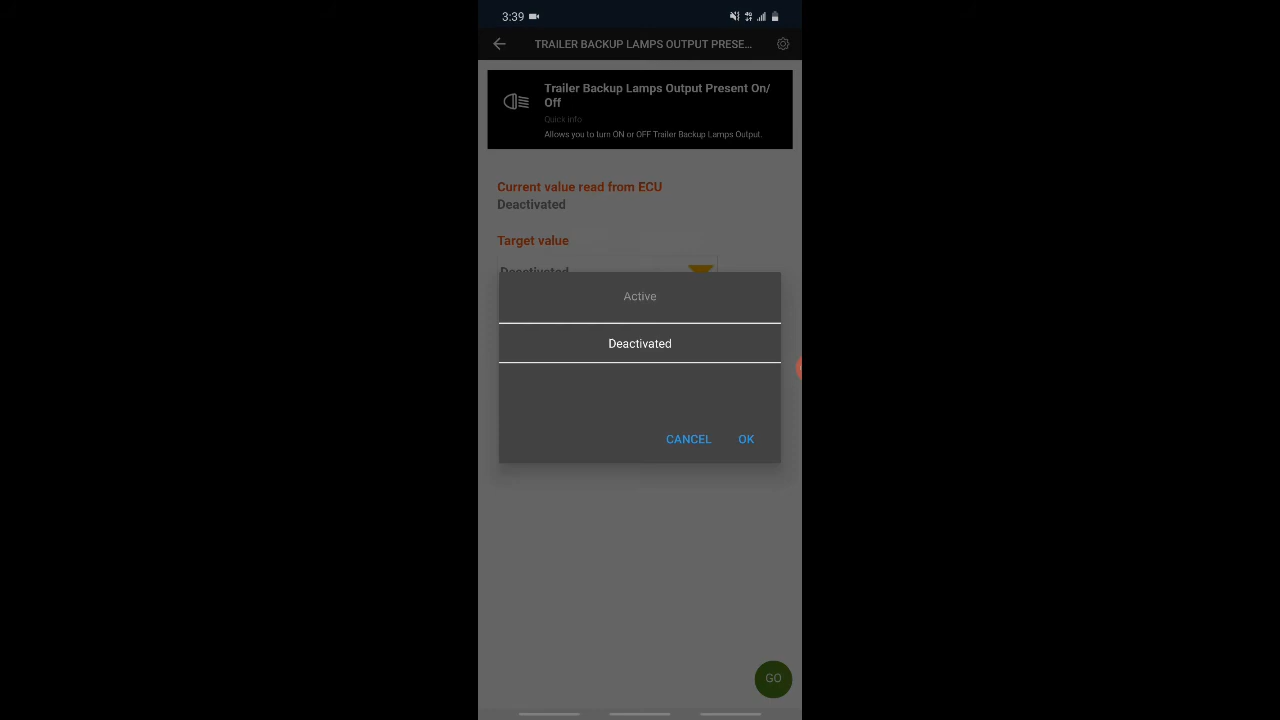 3:39
TRAILER BACKUP LAMPS OUTPUT PRESE...
Trailer Backup Lamps Output Present On/
Off
Quick info
Allows you to turn ON or OFF Trailer Backup Lamps Output.
Current value read from ECU
Deactivated
Target value
Deactivated
Active
Deactivated
CANCEL OK
GO